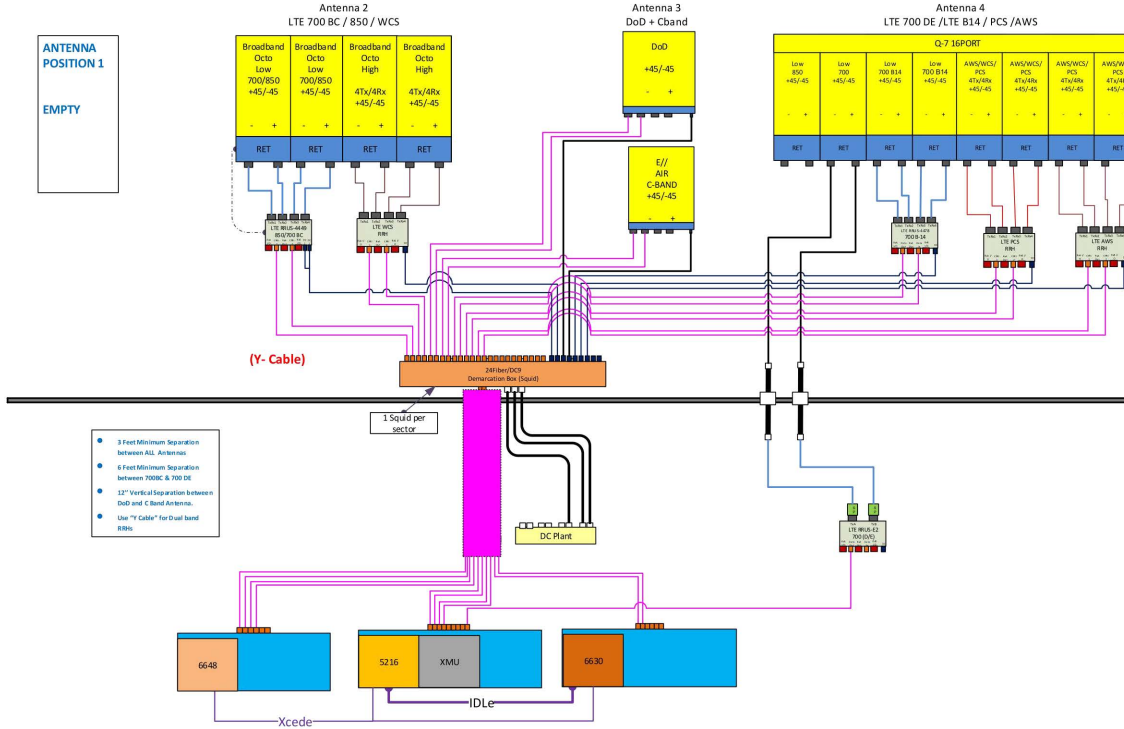 Antenna 2
LTE 700 BC / 850 / WCS
Antenna 3
DoD + Cband
Antenna 4
LTE 700 DE /LTE B14 / PCS /AWS
ANTENNA
POSITION 1
EMPTY
Broadband
Octo
Low
700/850
+45/-45
- +
RET
Broadband
Octo
Low
700/850
+45/-45
- +
RET
Broadband
Octo
High
4Tx/4Rx
+45/-45
- +
RET
Broadband
Octo
High
4Tx/4Rx
+45/-45
- +
RET
DoD
+45/-45
- +
E//
AIR
C-BAND
+45/-45
- +
Q-7 16PORT
Low
850
+45/-45
- +
RET
Low
700
+45/-45
- +
RET
Low
700 B14
+45/-45
- +
RET
Low
700 B14
+45/-45
- +
RET
AWS/WCS/
PCS
4Tx/4Rx
+45/-45
- +
RET
AWS/WCS/
PCS
4Tx/4Rx
+45/-45
- +
RET
AWS/WCS/
PCS
4Tx/4Rx
+45/-45
- +
RET
PCS
+45/-45
RET
LTE RRUS-4449
850/700 BC
LTE WCS
RRH
LTE RRUS-4478
700 B-14
LTE PCS
RRH
LTE AWS
RRH
(Y- Cable)
24Fiber/DC9
Demarcation Box (Squid)
1 Squid per
sector
3 Feet Minimum Separation
between ALL Antennas
6 Feet Minimum Separation
between 700BC & 700 DE
12" Vertical Separation between
DoD and C Band Antenna.
Use "Y Cable" for Dual band
RRHs
DC Plant
LTE RRUS-E2
700 (D/E)
6648
5216
XMU
6630
IDLe
Xcede